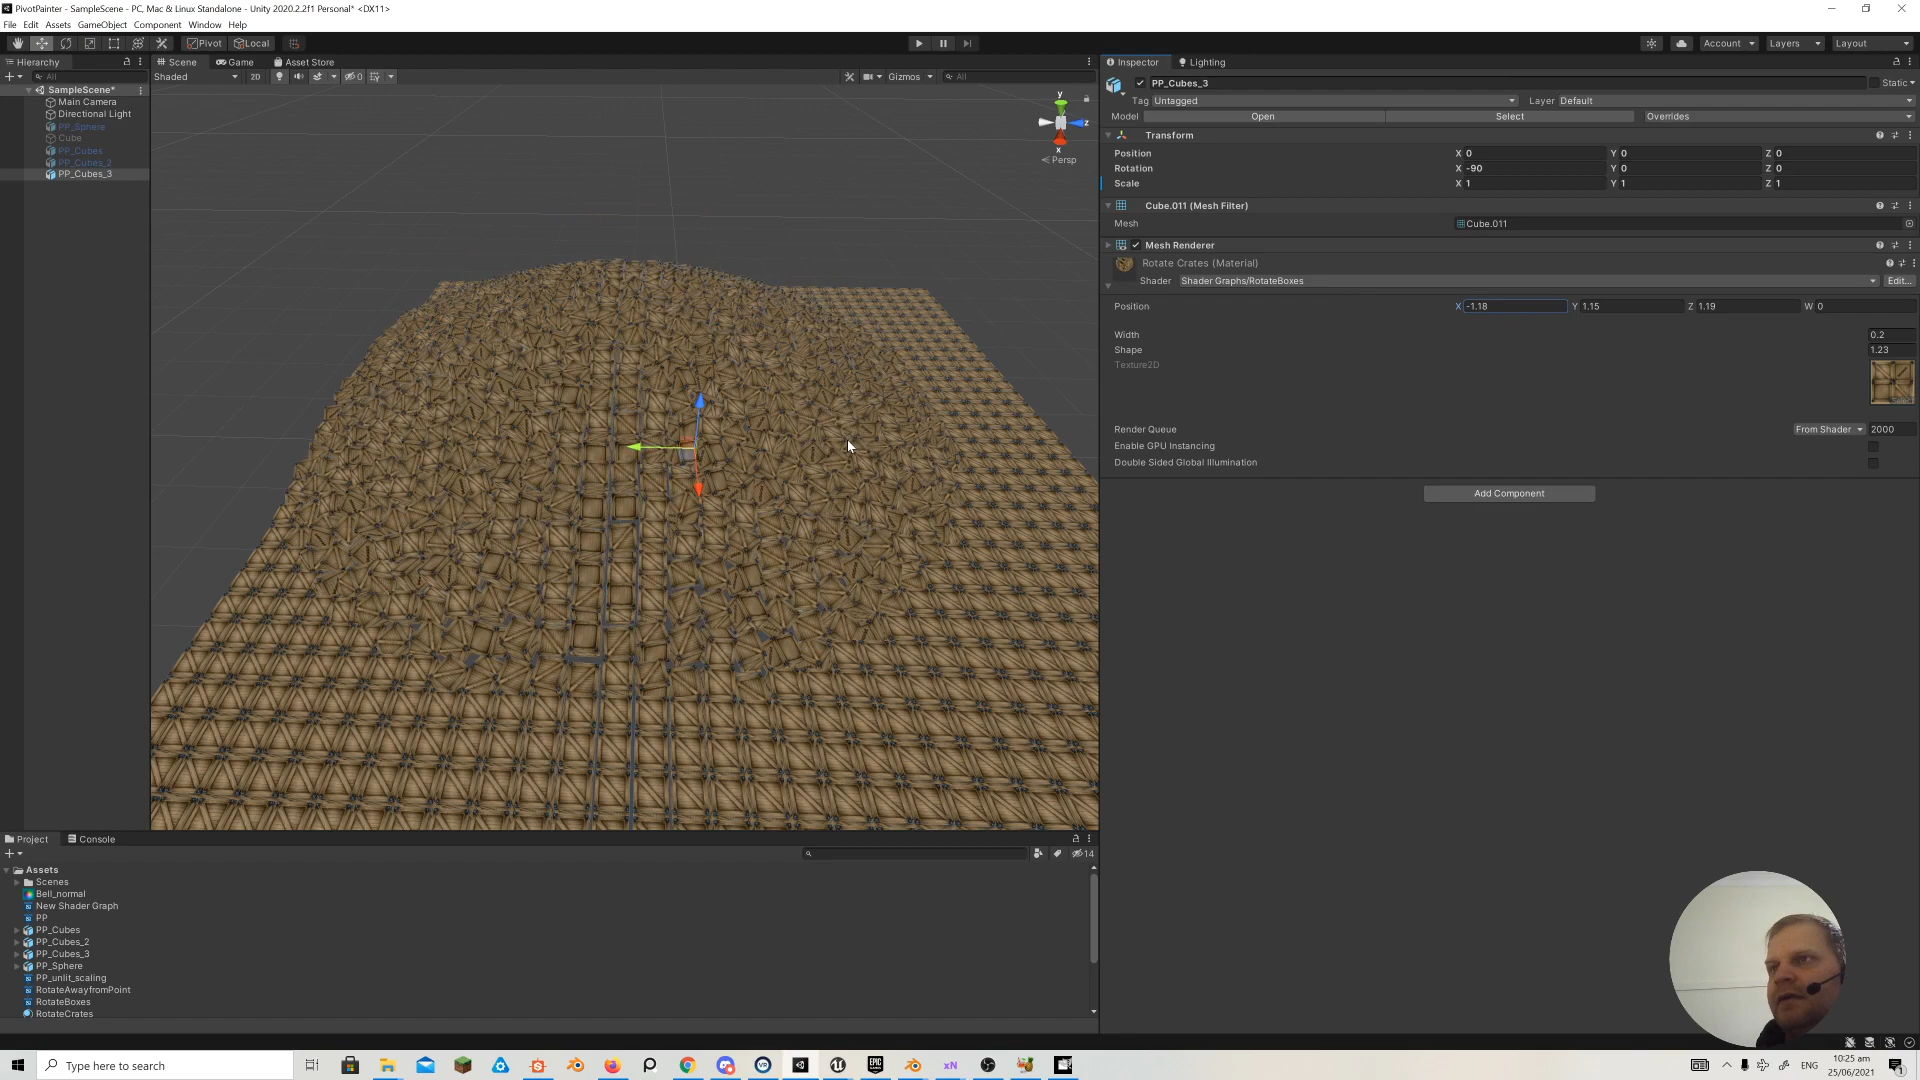 PivotPainter - SampleScene - PC, Mac & Linux Standalone - Unity 2020.2.2f1 Personal* <DX11>
File Edit Assets GameObject Component Window Help
Pivot Local Account Layers Layout
Hierarchy
All
SampleScene*
Main Camera
Directional Light
PP_Sphere
Cube
PP_Cubes
PP_Cubes_2
PP_Cubes_3
Scene Game Asset Store
Shaded 2D 0 Gizmos All
y
z
x
Persp
Inspector Lighting
PP_Cubes_3 Static
Tag Untagged Layer Default
Model Open Select Overrides
Transform
Position X 0 Y 0 Z 0
Rotation X -90 Y 0 Z 0
Scale X 1 Y 1 Z 1
Cube.011 (Mesh Filter)
Mesh Cube.011
Mesh Renderer
Rotate Crates (Material)
Shader Shader Graphs/RotateBoxes Edit...
Position X -1.18 Y 1.15 Z 1.19 W 0
Width 0.2
Shape 1.23
Texture2D
Render Queue From Shader 2000
Enable GPU Instancing
Double Sided Global Illumination
Add Component
Project Console
14
Assets
Scenes
Bell_normal
New Shader Graph
PP
PP_Cubes
PP_Cubes_2
PP_Cubes_3
PP_Sphere
PP_unlit_scaling
RotateAwayfromPoint
RotateBoxes
RotateCrates
Type here to search
ENG
10:25 am
25/06/2021